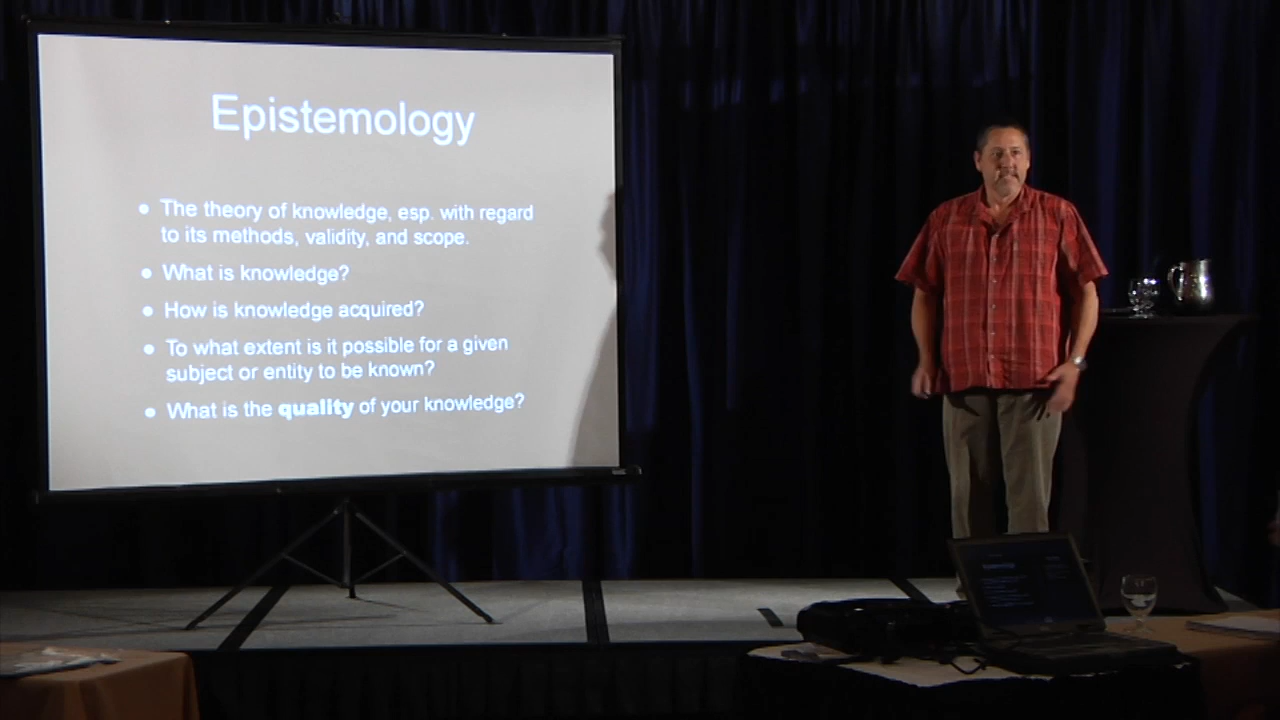 Epistemology
• The theory of knowledge, esp. with regard
to its methods, validity, and scope.
• What is knowledge?
• How is knowledge acquired?
• To what extent is it possible for a given
subject or entity to be known?
• What is the quality of your knowledge?